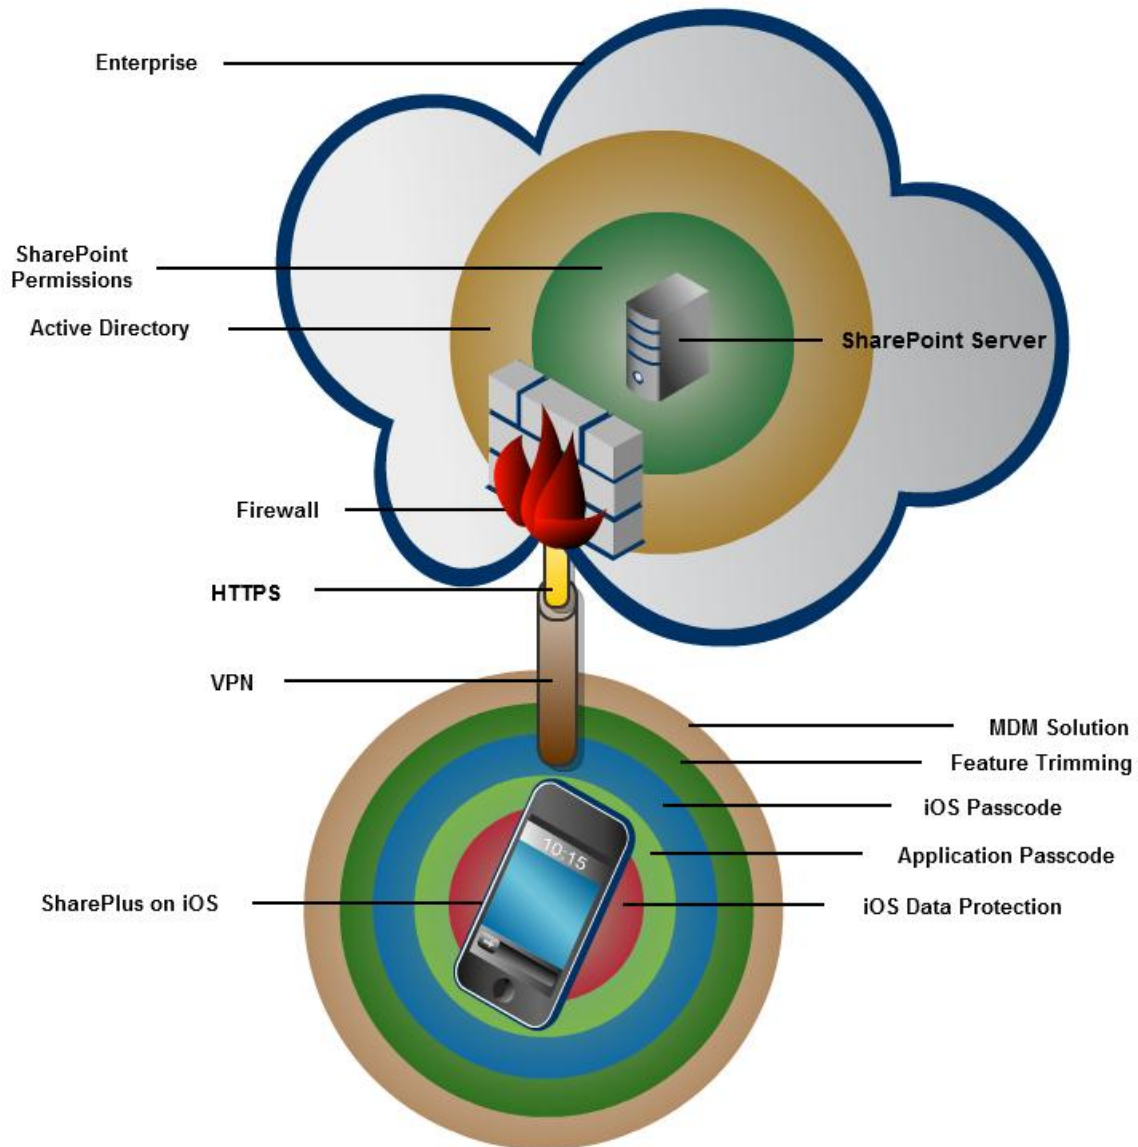 Enterprise
SharePoint
Permissions
Active Directory
SharePoint Server
Firewall
HTTPS
VPN
MDM Solution
Feature Trimming
iOS Passcode
10:15
Application Passcode
SharePlus on iOS
iOS Data Protection